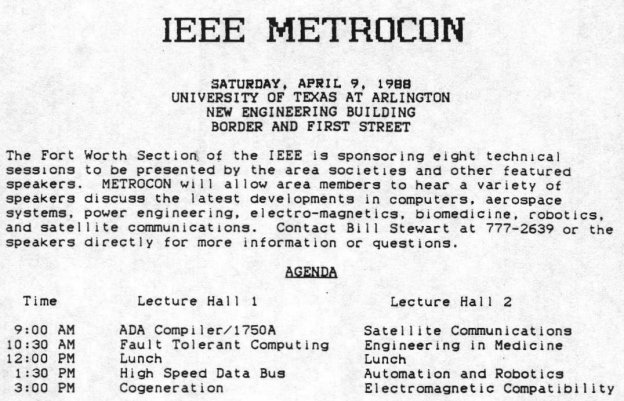 IEEE METROCON
SATURDAY, APRIL 9, 1988
UNIVERSITY OF TEXAS AT ARLINGTON
NEW ENGINEERING BUILDING
BORDER AND FIRST STREET
The Fort Worth Section of the IEEE is sponsoring eight technical
sessions to be presented by the area societies and other featured
speakers. METROCON will allow area members to hear a variety of
speakers discuss the latest developments in computers, aerospace
systems, power engineering, electro-magnetics, biomedicine, robotics,
and satellite communications. Contact Bill Stewart at 777-2639 or the
speakers directly for more information or questions.
AGENDA
Time Lecture Hall 1 Lecture Hall 2
9:00 AM ADA Compiler/1750A Satellite Communications
10:30 AM Fault Tolerant Computing Engineering in Medicine
12:00 PM Lunch Lunch
1:30 PM High Speed Data Bus Automation and Robotics
3:00 PM Cogeneration Electromagnetic Compatibility